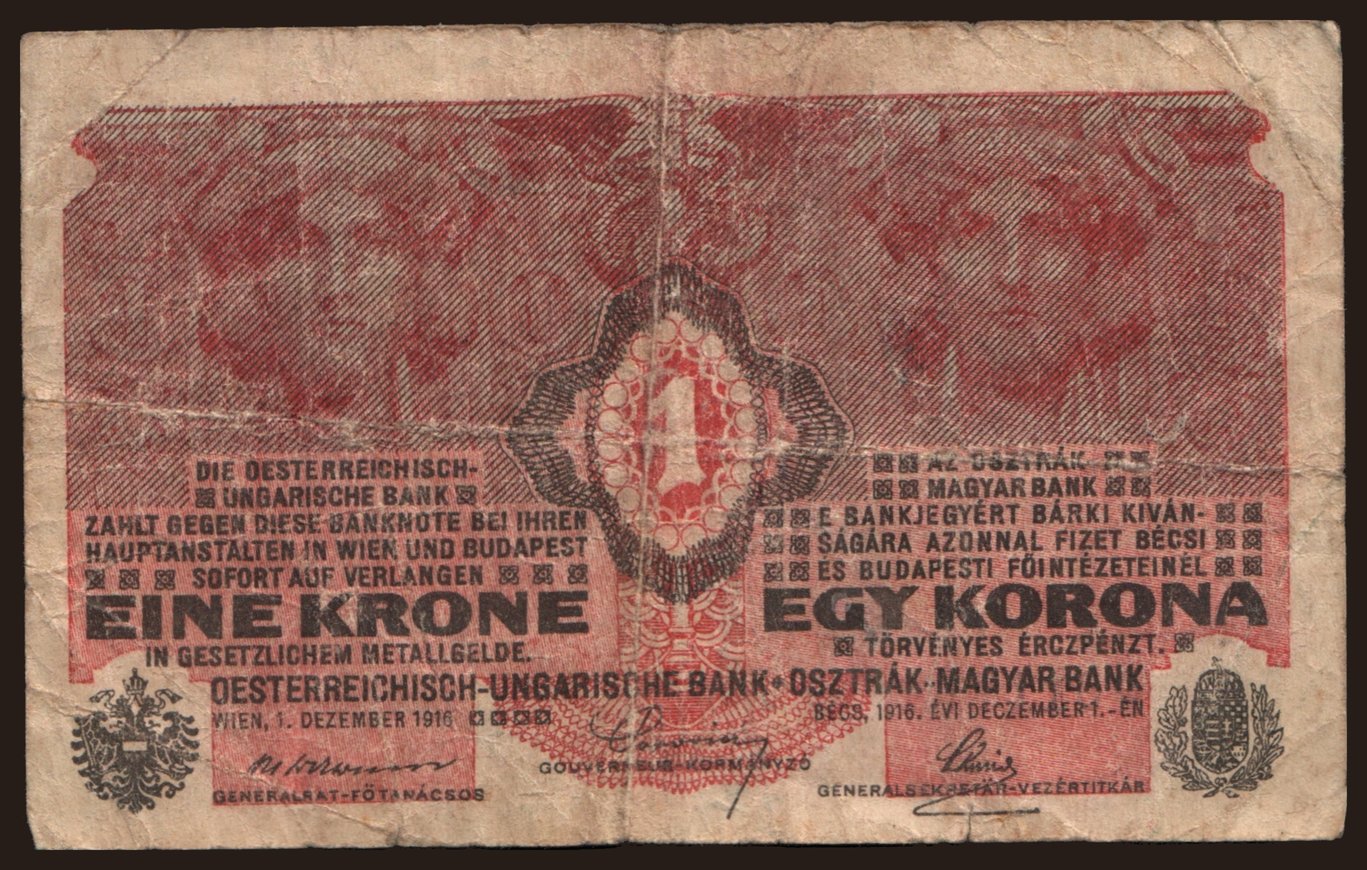 1
DIE OESTERREICHISCH-
UNGARISCHE BANK
ZAHLT GEGEN DIESE BANKNOTE BEI IHREN
HAUPTANSTALTEN IN WIEN UND BUDAPEST
SOFORT AUF VERLANGEN
EINE KRONE
IN GESETZLICHEM METALLGELDE.
AZ OSZTRÁK-
MAGYAR BANK
E BANKJEGYÉRT BÁRKI KIVÁN-
SÁGÁRA AZONNAL FIZET BÉCSI
ÉS BUDAPESTI FŐINTÉZETEINÉL
EGY KORONA
TÖRVÉNYES ÉRCZPÉNZT.
OESTERREICHISCH-UNGARISCHE BANK • OSZTRÁK-MAGYAR BANK
WIEN, 1. DEZEMBER 1916
BÉCS, 1916. ÉVI DECZEMBER 1.-ÉN
GOUVERNEUR-KORMÁNYZÓ
GENERALRAT-FŐTANÁCSOS
GENERALSEKRETÄR-VEZÉRTITKÁR